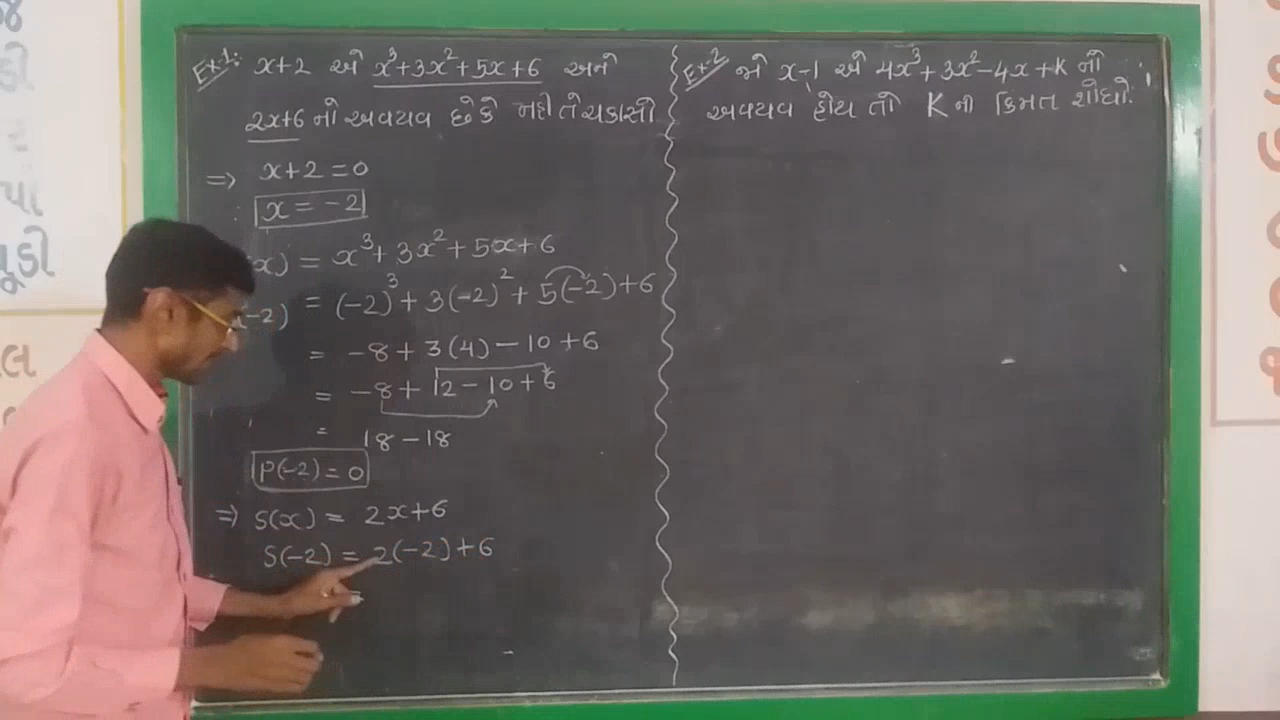 Ex-1: x+2 એ x³+3x²+5x+6 અને
2x+6 નો અવયવ છે કે નહીં તે ચકાસો
=> x+2 = 0
x = -2
x) = x³+3x²+5x+6
-2) = (-2)³+3(-2)²+5(-2)+6
= -8+3(4)-10+6
= -8+12-10+6
= 18-18
P(-2) = 0
=> S(x) = 2x+6
S(-2) = 2(-2)+6
Ex-2 જો x-1 એ 4x³+3x²-4x+K નો
અવયવ હોય તો K ની કિંમત શોધો.